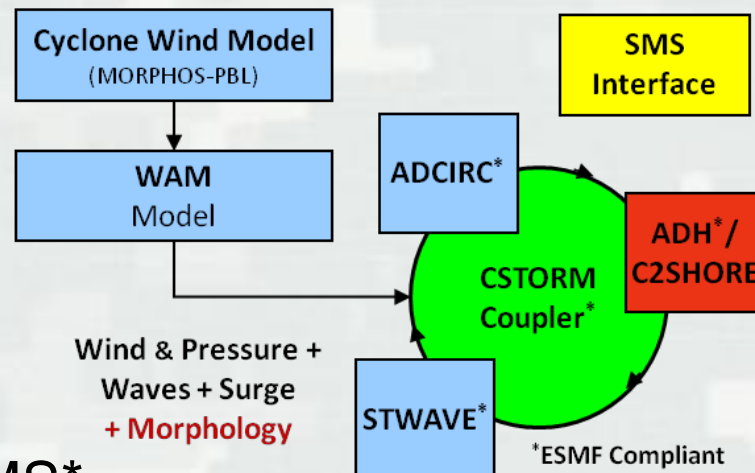 Cyclone Wind Model
(MORPHOS-PBL)
SMS
Interface
WAM
Model
ADCIRC*
ADH*/
C2SHORE
CSTORM
Coupler*
Wind & Pressure +
Waves + Surge
+ Morphology
STWAVE*
*ESMF Compliant